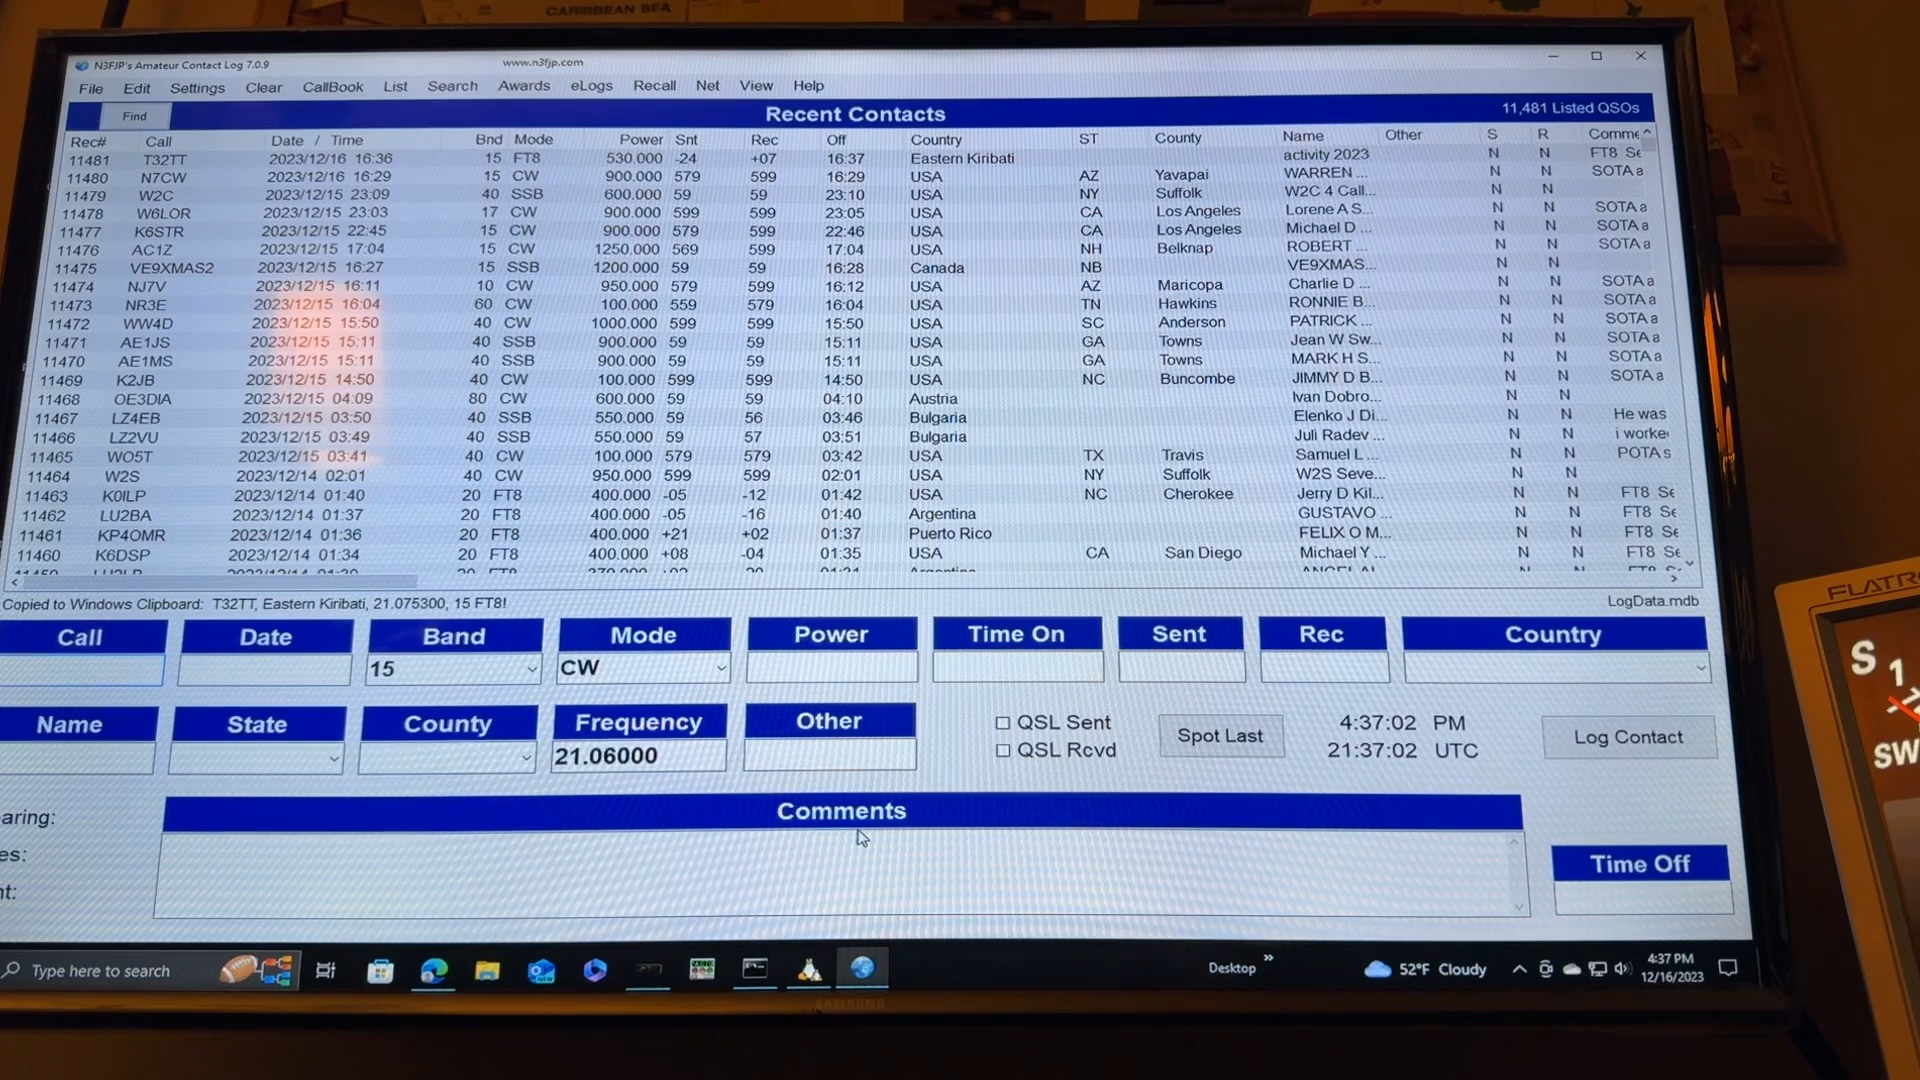 CARIBBEAN SEA
N3FJP's Amateur Contact Log 7.0.9 www.n3fjp.com
File Edit Settings Clear CallBook List Search Awards eLogs Recall Net View Help
Find Recent Contacts 11,481 Listed QSOs
Rec# Call Date / Time Bnd Mode Power Snt Rec Off Country ST County Name Other S R Comme
11481 T32TT 2023/12/16 16:36 15 FT8 530.000 -24 +07 16:37 Eastern Kiribati activity 2023 N N FT8 Se
11480 N7CW 2023/12/16 16:29 15 CW 900.000 579 599 16:29 USA AZ Yavapai WARREN ... N N SOTA a
11479 W2C 2023/12/15 23:09 40 SSB 600.000 59 59 23:10 USA NY Suffolk W2C 4 Call... N N
11478 W6LOR 2023/12/15 23:03 17 CW 900.000 599 599 23:05 USA CA Los Angeles Lorene A S... N N SOTA a
11477 K6STR 2023/12/15 22:45 15 CW 900.000 579 599 22:46 USA CA Los Angeles Michael D ... N N SOTA a
11476 AC1Z 2023/12/15 17:04 15 CW 1250.000 569 599 17:04 USA NH Belknap ROBERT ... N N SOTA a
11475 VE9XMAS2 2023/12/15 16:27 15 SSB 1200.000 59 59 16:28 Canada NB VE9XMAS... N N
11474 NJ7V 2023/12/15 16:11 10 CW 950.000 579 599 16:12 USA AZ Maricopa Charlie D ... N N SOTA a
11473 NR3E 2023/12/15 16:04 60 CW 100.000 559 579 16:04 USA TN Hawkins RONNIE B... N N SOTA a
11472 WW4D 2023/12/15 15:50 40 CW 1000.000 599 599 15:50 USA SC Anderson PATRICK ... N N SOTA a
11471 AE1JS 2023/12/15 15:11 40 SSB 900.000 59 59 15:11 USA GA Towns Jean W Sw... N N SOTA a
11470 AE1MS 2023/12/15 15:11 40 SSB 900.000 59 59 15:11 USA GA Towns MARK H S... N N SOTA a
11469 K2JB 2023/12/15 14:50 40 CW 100.000 599 599 14:50 USA NC Buncombe JIMMY D B... N N SOTA a
11468 OE3DIA 2023/12/15 04:09 80 CW 600.000 59 59 04:10 Austria Ivan Dobro... N N
11467 LZ4EB 2023/12/15 03:50 40 SSB 550.000 59 56 03:46 Bulgaria Elenko J Di... N N He was
11466 LZ2VU 2023/12/15 03:49 40 SSB 550.000 59 57 03:51 Bulgaria Juli Radev ... N N i worke
11465 WO5T 2023/12/15 03:41 40 CW 100.000 579 579 03:42 USA TX Travis Samuel L ... N N POTA s
11464 W2S 2023/12/14 02:01 40 CW 950.000 599 599 02:01 USA NY Suffolk W2S Seve... N N
11463 K0ILP 2023/12/14 01:40 20 FT8 400.000 -05 -12 01:42 USA NC Cherokee Jerry D Kil... N N FT8 Se
11462 LU2BA 2023/12/14 01:37 20 FT8 400.000 -05 -16 01:40 Argentina GUSTAVO ... N N FT8 Se
11461 KP4OMR 2023/12/14 01:36 20 FT8 400.000 +21 +02 01:37 Puerto Rico FELIX O M... N N FT8 Se
11460 K6DSP 2023/12/14 01:34 20 FT8 400.000 +08 -04 01:35 USA CA San Diego Michael Y ... N N FT8 Se
Copied to Windows Clipboard: T32TT, Eastern Kiribati, 21.075300, 15 FT8! LogData.mdb
Call Date Band Mode Power Time On Sent Rec Country
15 CW
Name State County Frequency Other
21.06000
QSL Sent
QSL Rcvd
Spot Last
4:37:02 PM
21:37:02 UTC
Log Contact
Comments
aring:
es:
nt:
Time Off
Type here to search Desktop » 52°F Cloudy 4:37 PM
12/16/2023
FLATR
S 1
SW